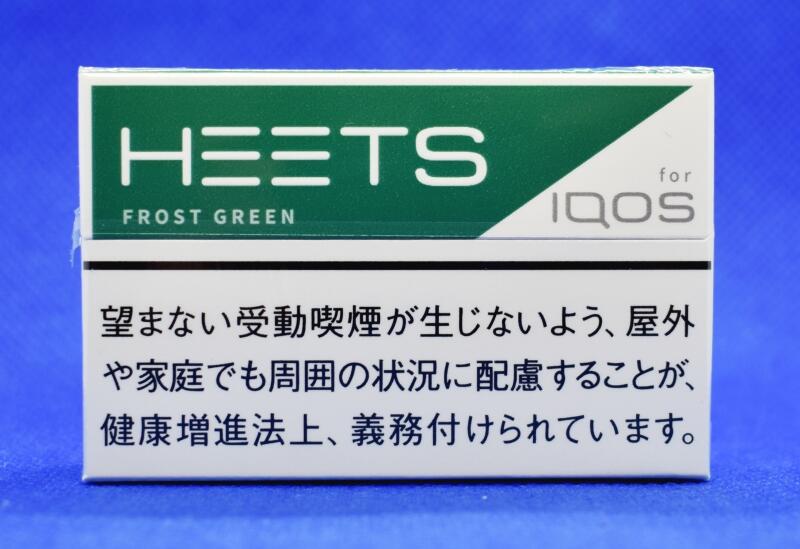 HEETS
FROST GREEN
for
IQOS
望まない受動喫煙が生じないよう、屋外
や家庭でも周囲の状況に配慮することが、
健康増進法上、義務付けられています。